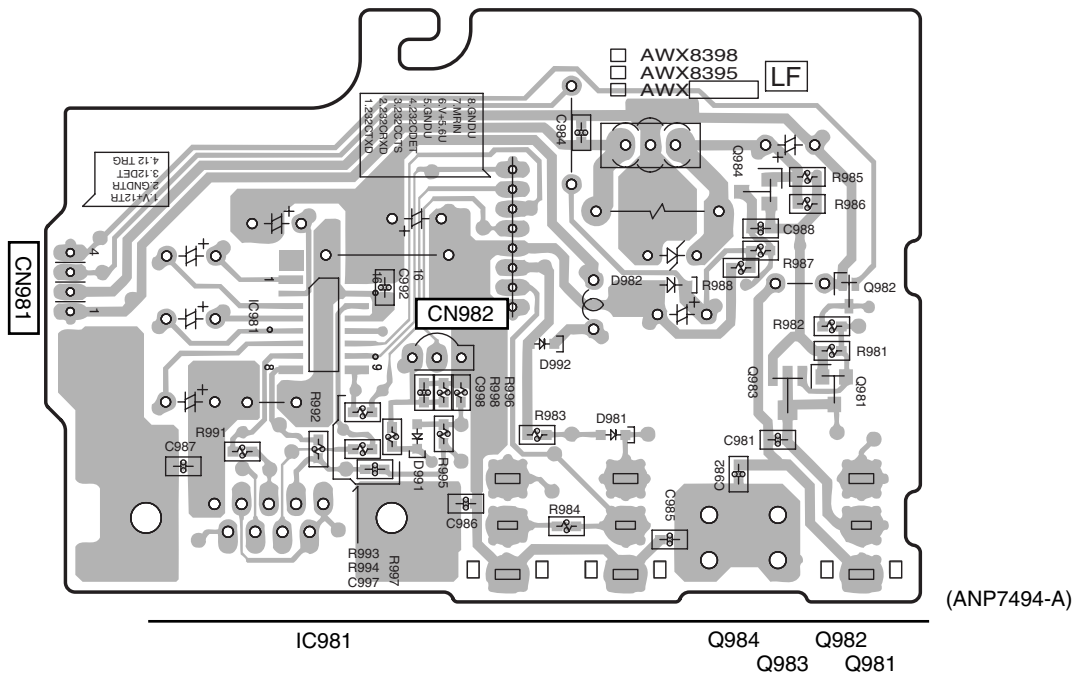 AWX8398
AWX8395
AWX
LF
8.GNDU
7.MRIN
6.V+5.6U
5.GNDU
4.232CDET
3.232CCTS
2.232CRXD
1.232CTXD
4.12 TRG
3.12DET
2.GNDTR
1.V+12TR
C984
Q984
R985
R986
C988
R987
R988
D982
Q982
R982
R981
Q983
Q981
CN981
4
1
1
16
16
C992
IC981
8
9
CN982
D992
R996
R998
C998
R992
R991
C987
R983
D981
C981
C982
D991
R995
C986
R984
C985
R993
R994
C997
R997
(ANP7494-A)
IC981
Q984
Q982
Q983
Q981